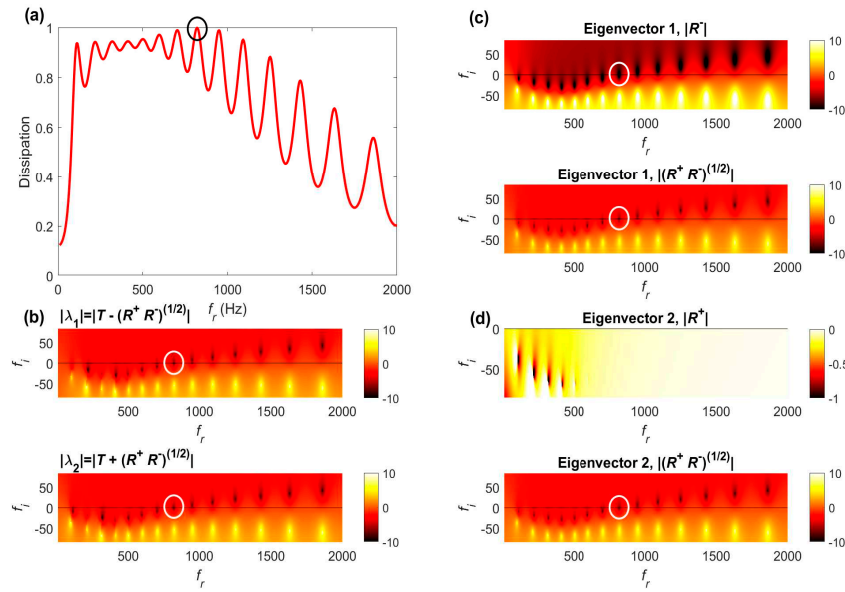 (a)
1
0.8
0.6
0.4
0.2
0
Dissipation
0 500 1000 1500 2000
f_r (Hz)
(b)
|λ_1|=|T - (R^+ R^-)^(1/2)|
50
0
-50
f_i
500 1000 1500 2000
f_r
10
0
-10
|λ_2|=|T + (R^+ R^-)^(1/2)|
50
0
-50
f_i
500 1000 1500 2000
f_r
10
0
-10
(c)
Eigenvector 1, |R^-|
50
0
-50
f_i
500 1000 1500 2000
f_r
10
0
-10
Eigenvector 1, |(R^+ R^-)^(1/2)|
50
0
-50
f_i
500 1000 1500 2000
f_r
10
0
-10
(d)
Eigenvector 2, |R^+|
0
-50
f_i
500 1000 1500 2000
f_r
0
-0.5
-1
Eigenvector 2, |(R^+ R^-)^(1/2)|
50
0
-50
f_i
500 1000 1500 2000
f_r
10
0
-10